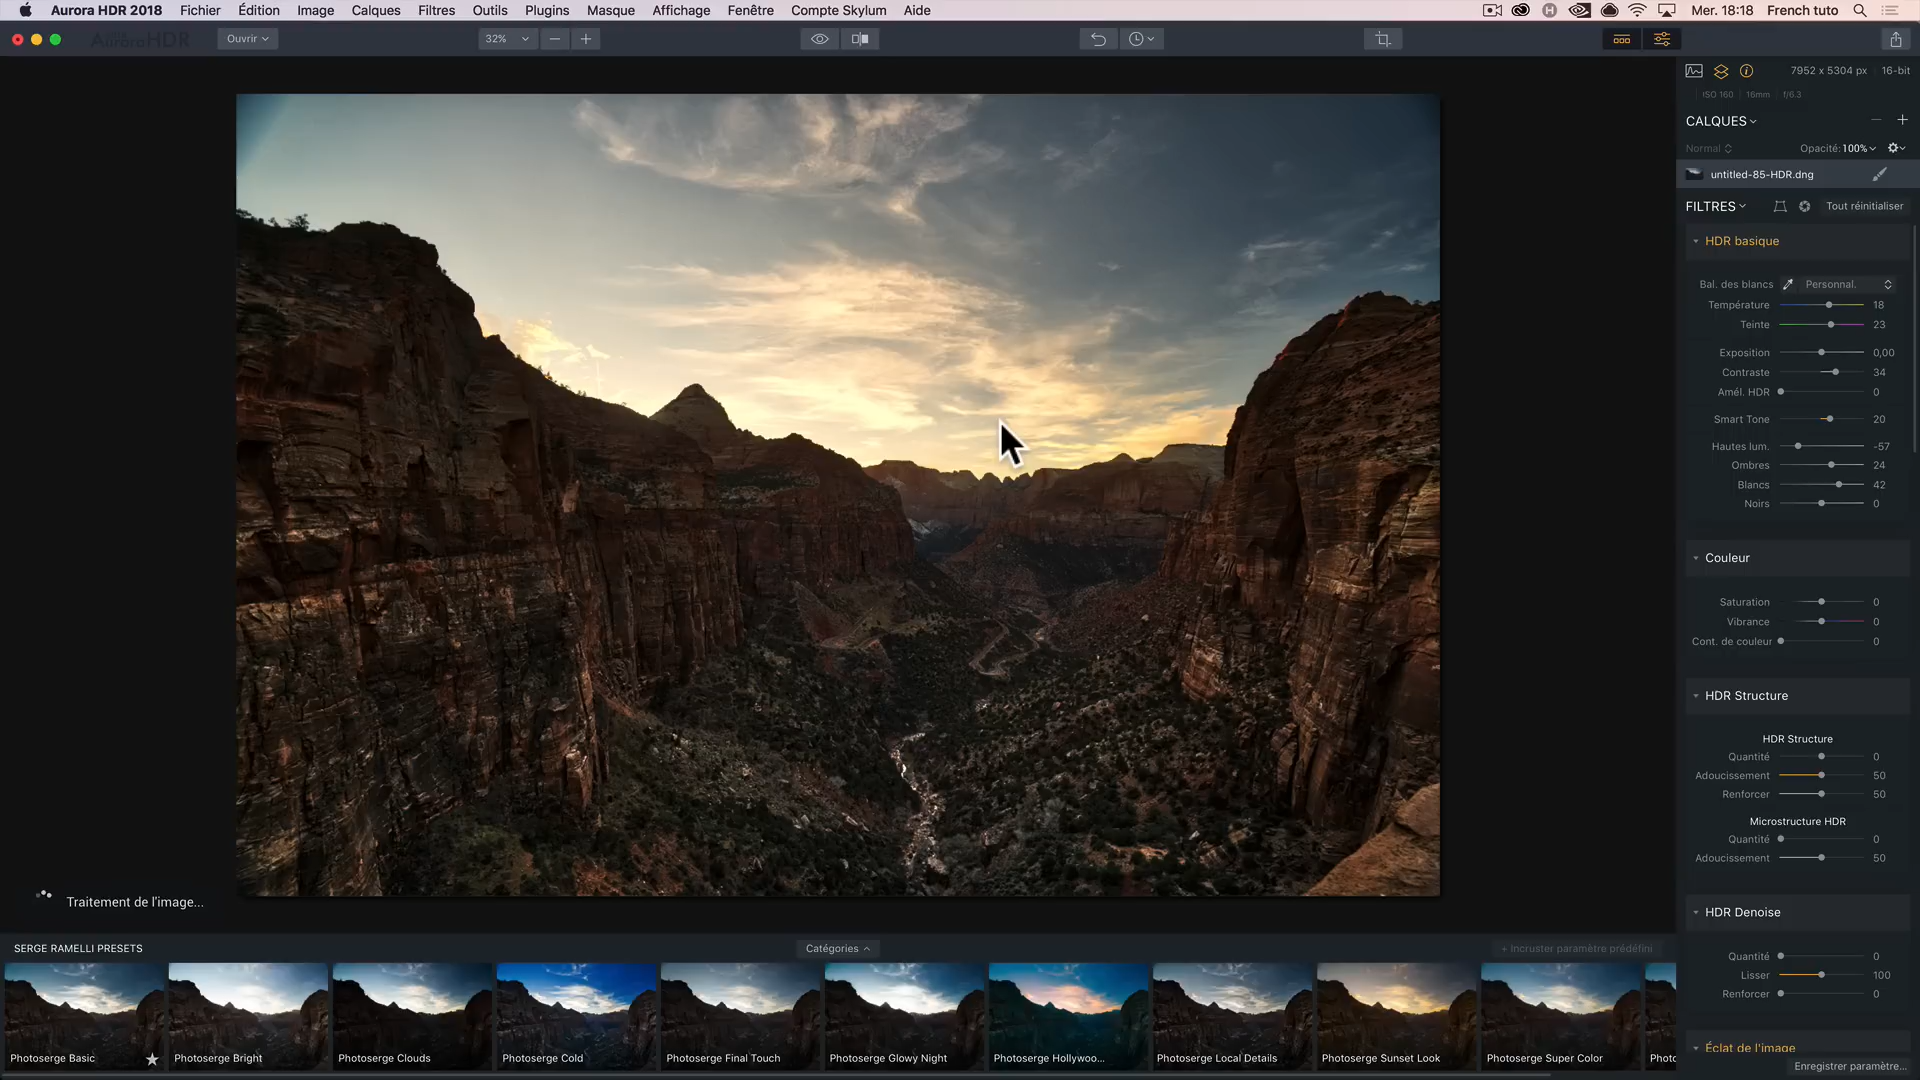 Aurora HDR 2018 Fichier Édition Image Calques Filtres Outils Plugins Masque Affichage Fenêtre Compte Skylum Aide Mer. 18:18 French tuto
AuroraHDR Ouvrir 32%
7952 x 5304 px 16-bit
ISO 160 16mm f/6.3
CALQUES
Normal Opacité: 100%
untitled-85-HDR.dng
FILTRES Tout réinitialiser
HDR basique
Bal. des blancs Personnal.
Température 18
Teinte 23
Exposition 0,00
Contraste 34
Amél. HDR 0
Smart Tone 20
Hautes lum. -57
Ombres 24
Blancs 42
Noirs 0
Couleur
Saturation 0
Vibrance 0
Cont. de couleur 0
HDR Structure
HDR Structure
Quantité 0
Adoucissement 50
Renforcer 50
Microstructure HDR
Quantité 0
Adoucissement 50
HDR Denoise
Quantité 0
Lisser 100
Renforcer 0
Éclat de l'image
Enregistrer paramètre...
Traitement de l'image...
SERGE RAMELLI PRESETS Catégories + Incruster paramètre prédéfini
Photoserge Basic Photoserge Bright Photoserge Clouds Photoserge Cold Photoserge Final Touch Photoserge Glowy Night Photoserge Hollywoo... Photoserge Local Details Photoserge Sunset Look Photoserge Super Color Photo